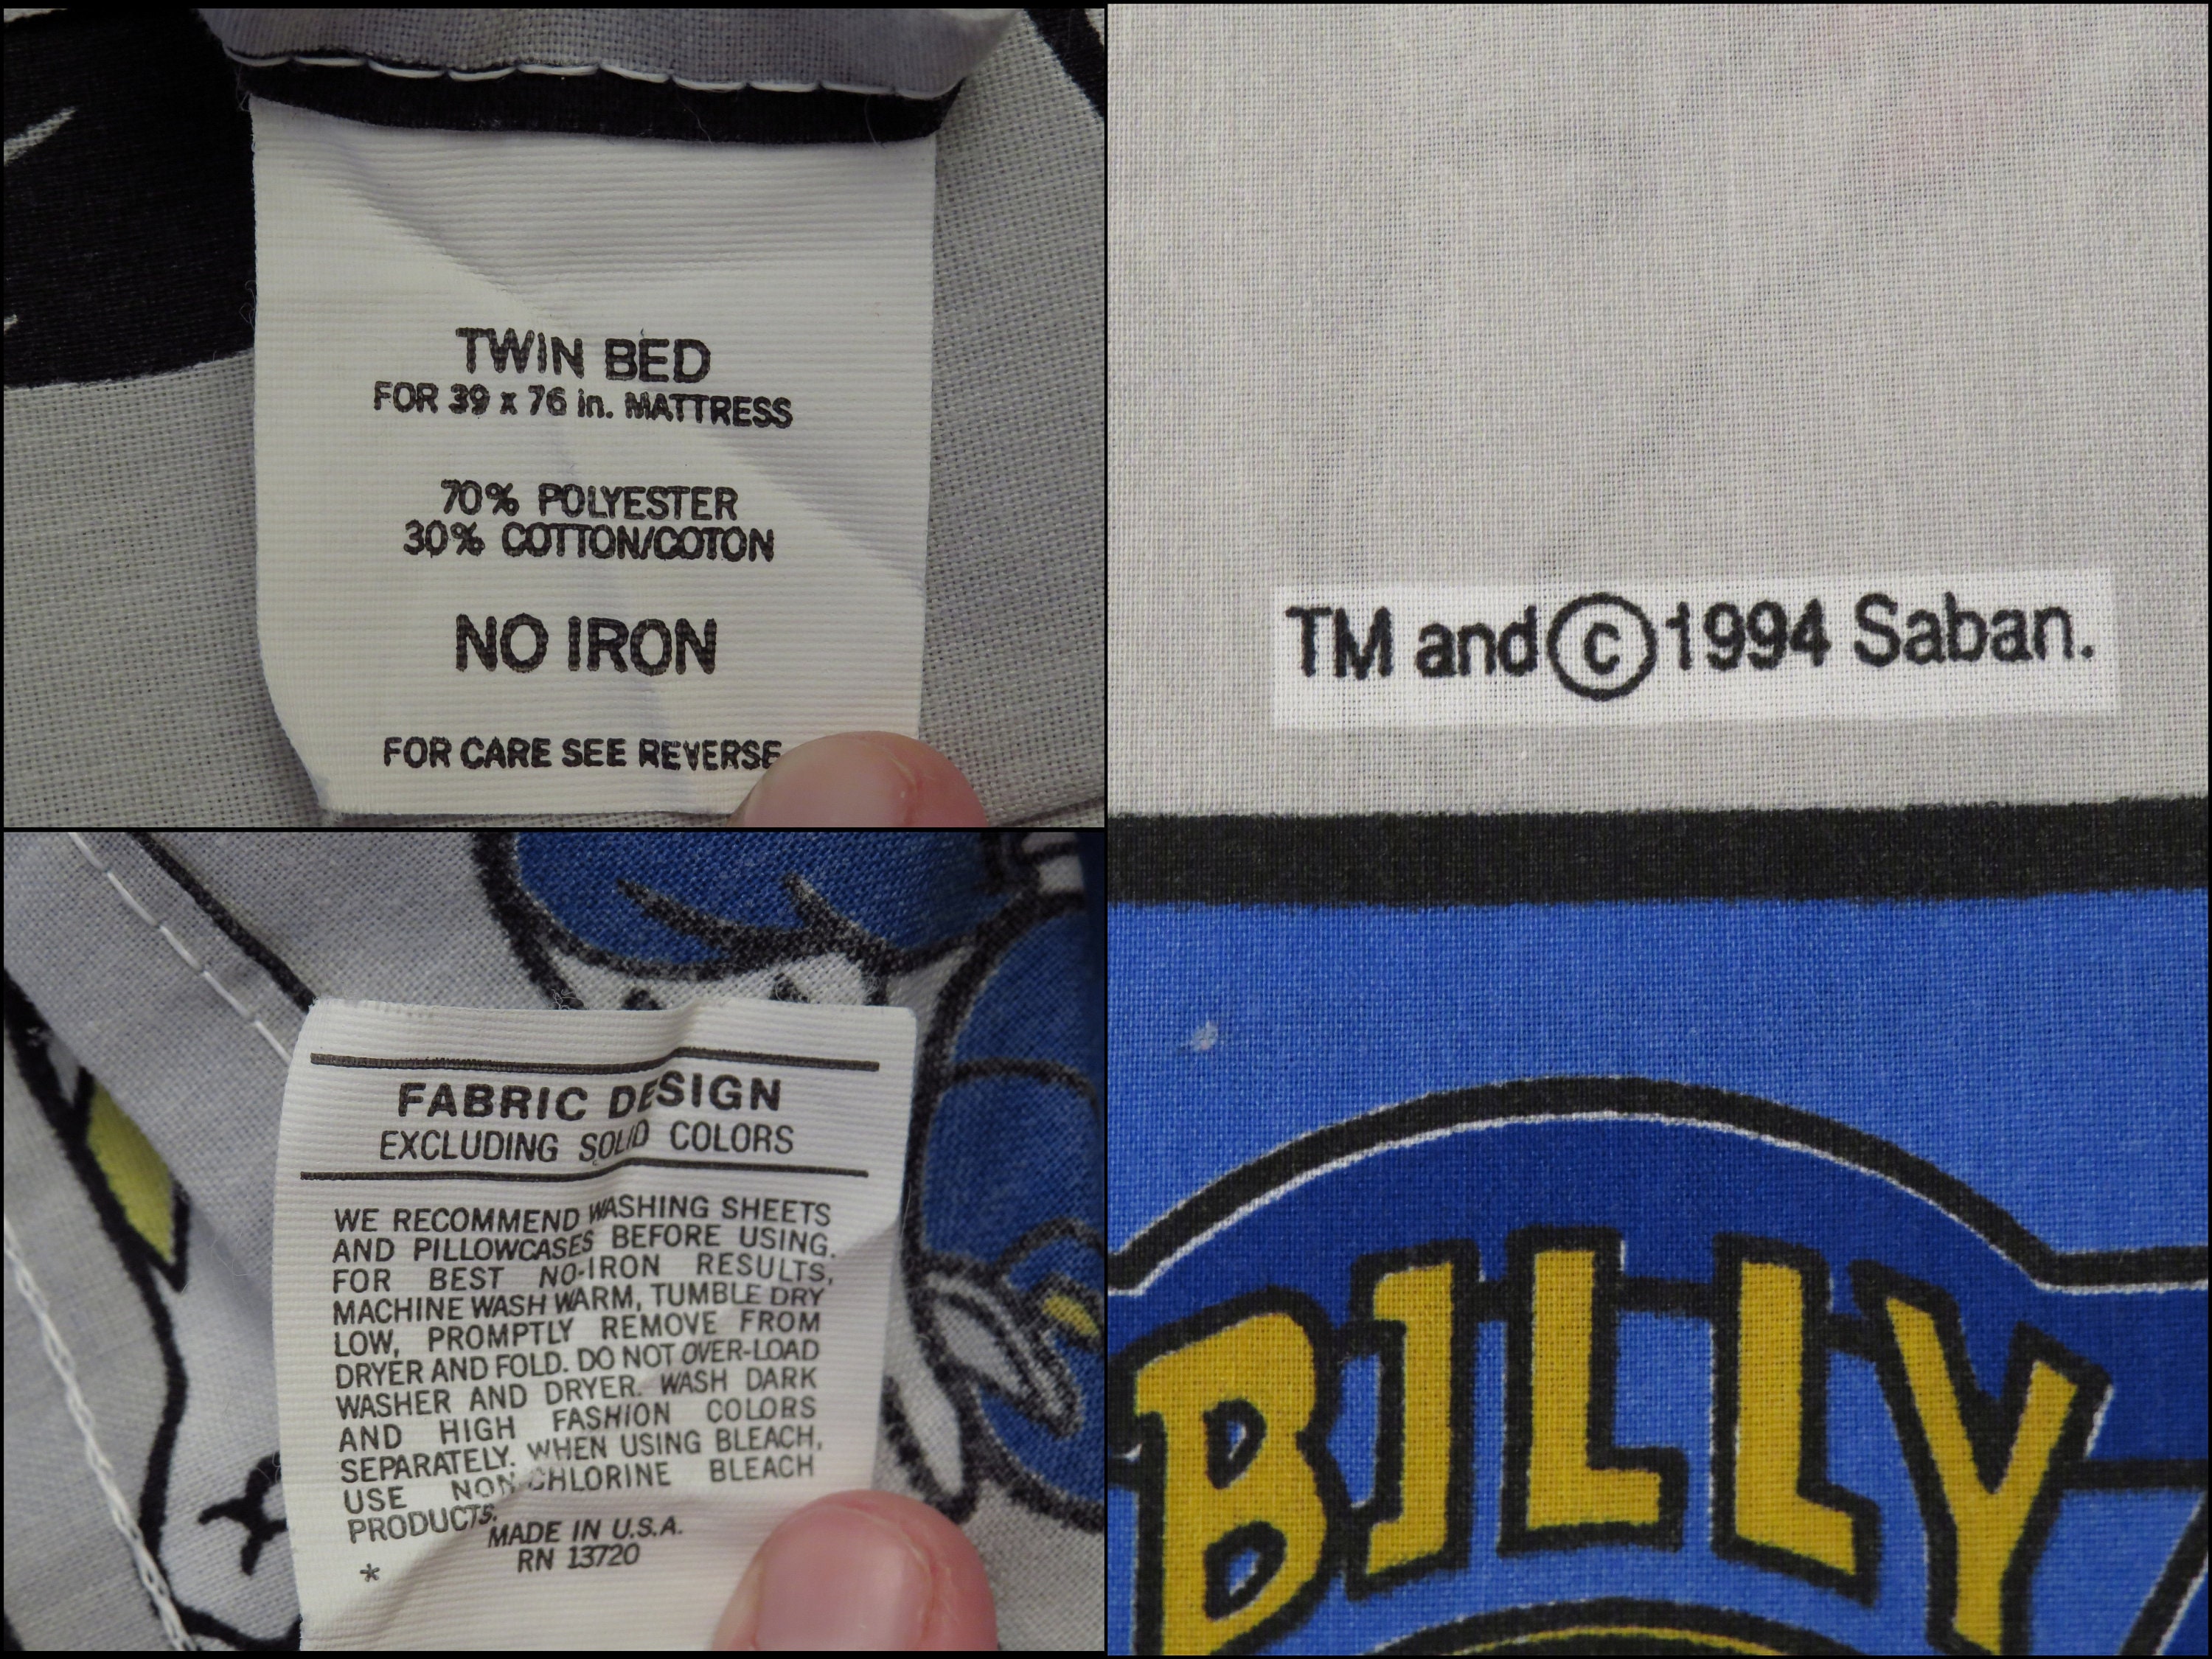 TWIN BED
FOR 39 x 76 in. MATTRESS
70% POLYESTER
30% COTTON/COTON
NO IRON
FOR CARE SEE REVERSE
FABRIC DESIGN
EXCLUDING SOLID COLORS
WE RECOMMEND WASHING SHEETS
AND PILLOWCASES BEFORE USING.
FOR BEST NO-IRON RESULTS,
MACHINE WASH WARM, TUMBLE DRY
LOW, PROMPTLY REMOVE FROM
DRYER AND FOLD. DO NOT OVER-LOAD
WASHER AND DRYER. WASH DARK
AND HIGH FASHION COLORS
SEPARATELY. WHEN USING BLEACH,
USE NON-CHLORINE BLEACH
PRODUCTS.
MADE IN U.S.A.
RN 13720
*
TM and © 1994 Saban.
BILLY